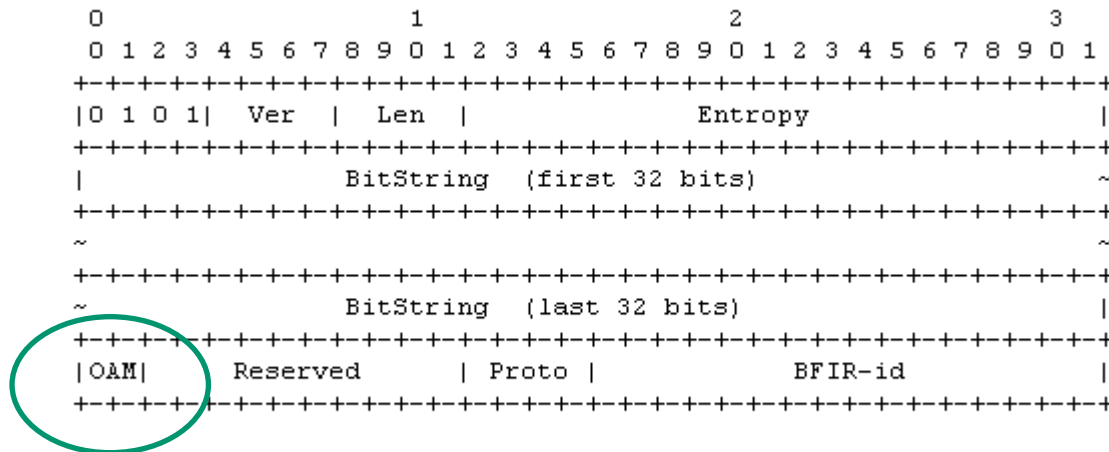 0                   1                   2                   3
 0 1 2 3 4 5 6 7 8 9 0 1 2 3 4 5 6 7 8 9 0 1 2 3 4 5 6 7 8 9 0 1
+-+-+-+-+-+-+-+-+-+-+-+-+-+-+-+-+-+-+-+-+-+-+-+-+-+-+-+-+-+-+-+-+
|0 1 0 1|  Ver  |  Len  |              Entropy                  |
+-+-+-+-+-+-+-+-+-+-+-+-+-+-+-+-+-+-+-+-+-+-+-+-+-+-+-+-+-+-+-+-+
|                BitString  (first 32 bits)                     ~
+-+-+-+-+-+-+-+-+-+-+-+-+-+-+-+-+-+-+-+-+-+-+-+-+-+-+-+-+-+-+-+-+
~                                                               ~
+-+-+-+-+-+-+-+-+-+-+-+-+-+-+-+-+-+-+-+-+-+-+-+-+-+-+-+-+-+-+-+-+
~                BitString  (last 32 bits)                      |
+-+-+-+-+-+-+-+-+-+-+-+-+-+-+-+-+-+-+-+-+-+-+-+-+-+-+-+-+-+-+-+-+
|OAM|     Reserved      | Proto |            BFIR-id            |
+-+-+-+-+-+-+-+-+-+-+-+-+-+-+-+-+-+-+-+-+-+-+-+-+-+-+-+-+-+-+-+-+